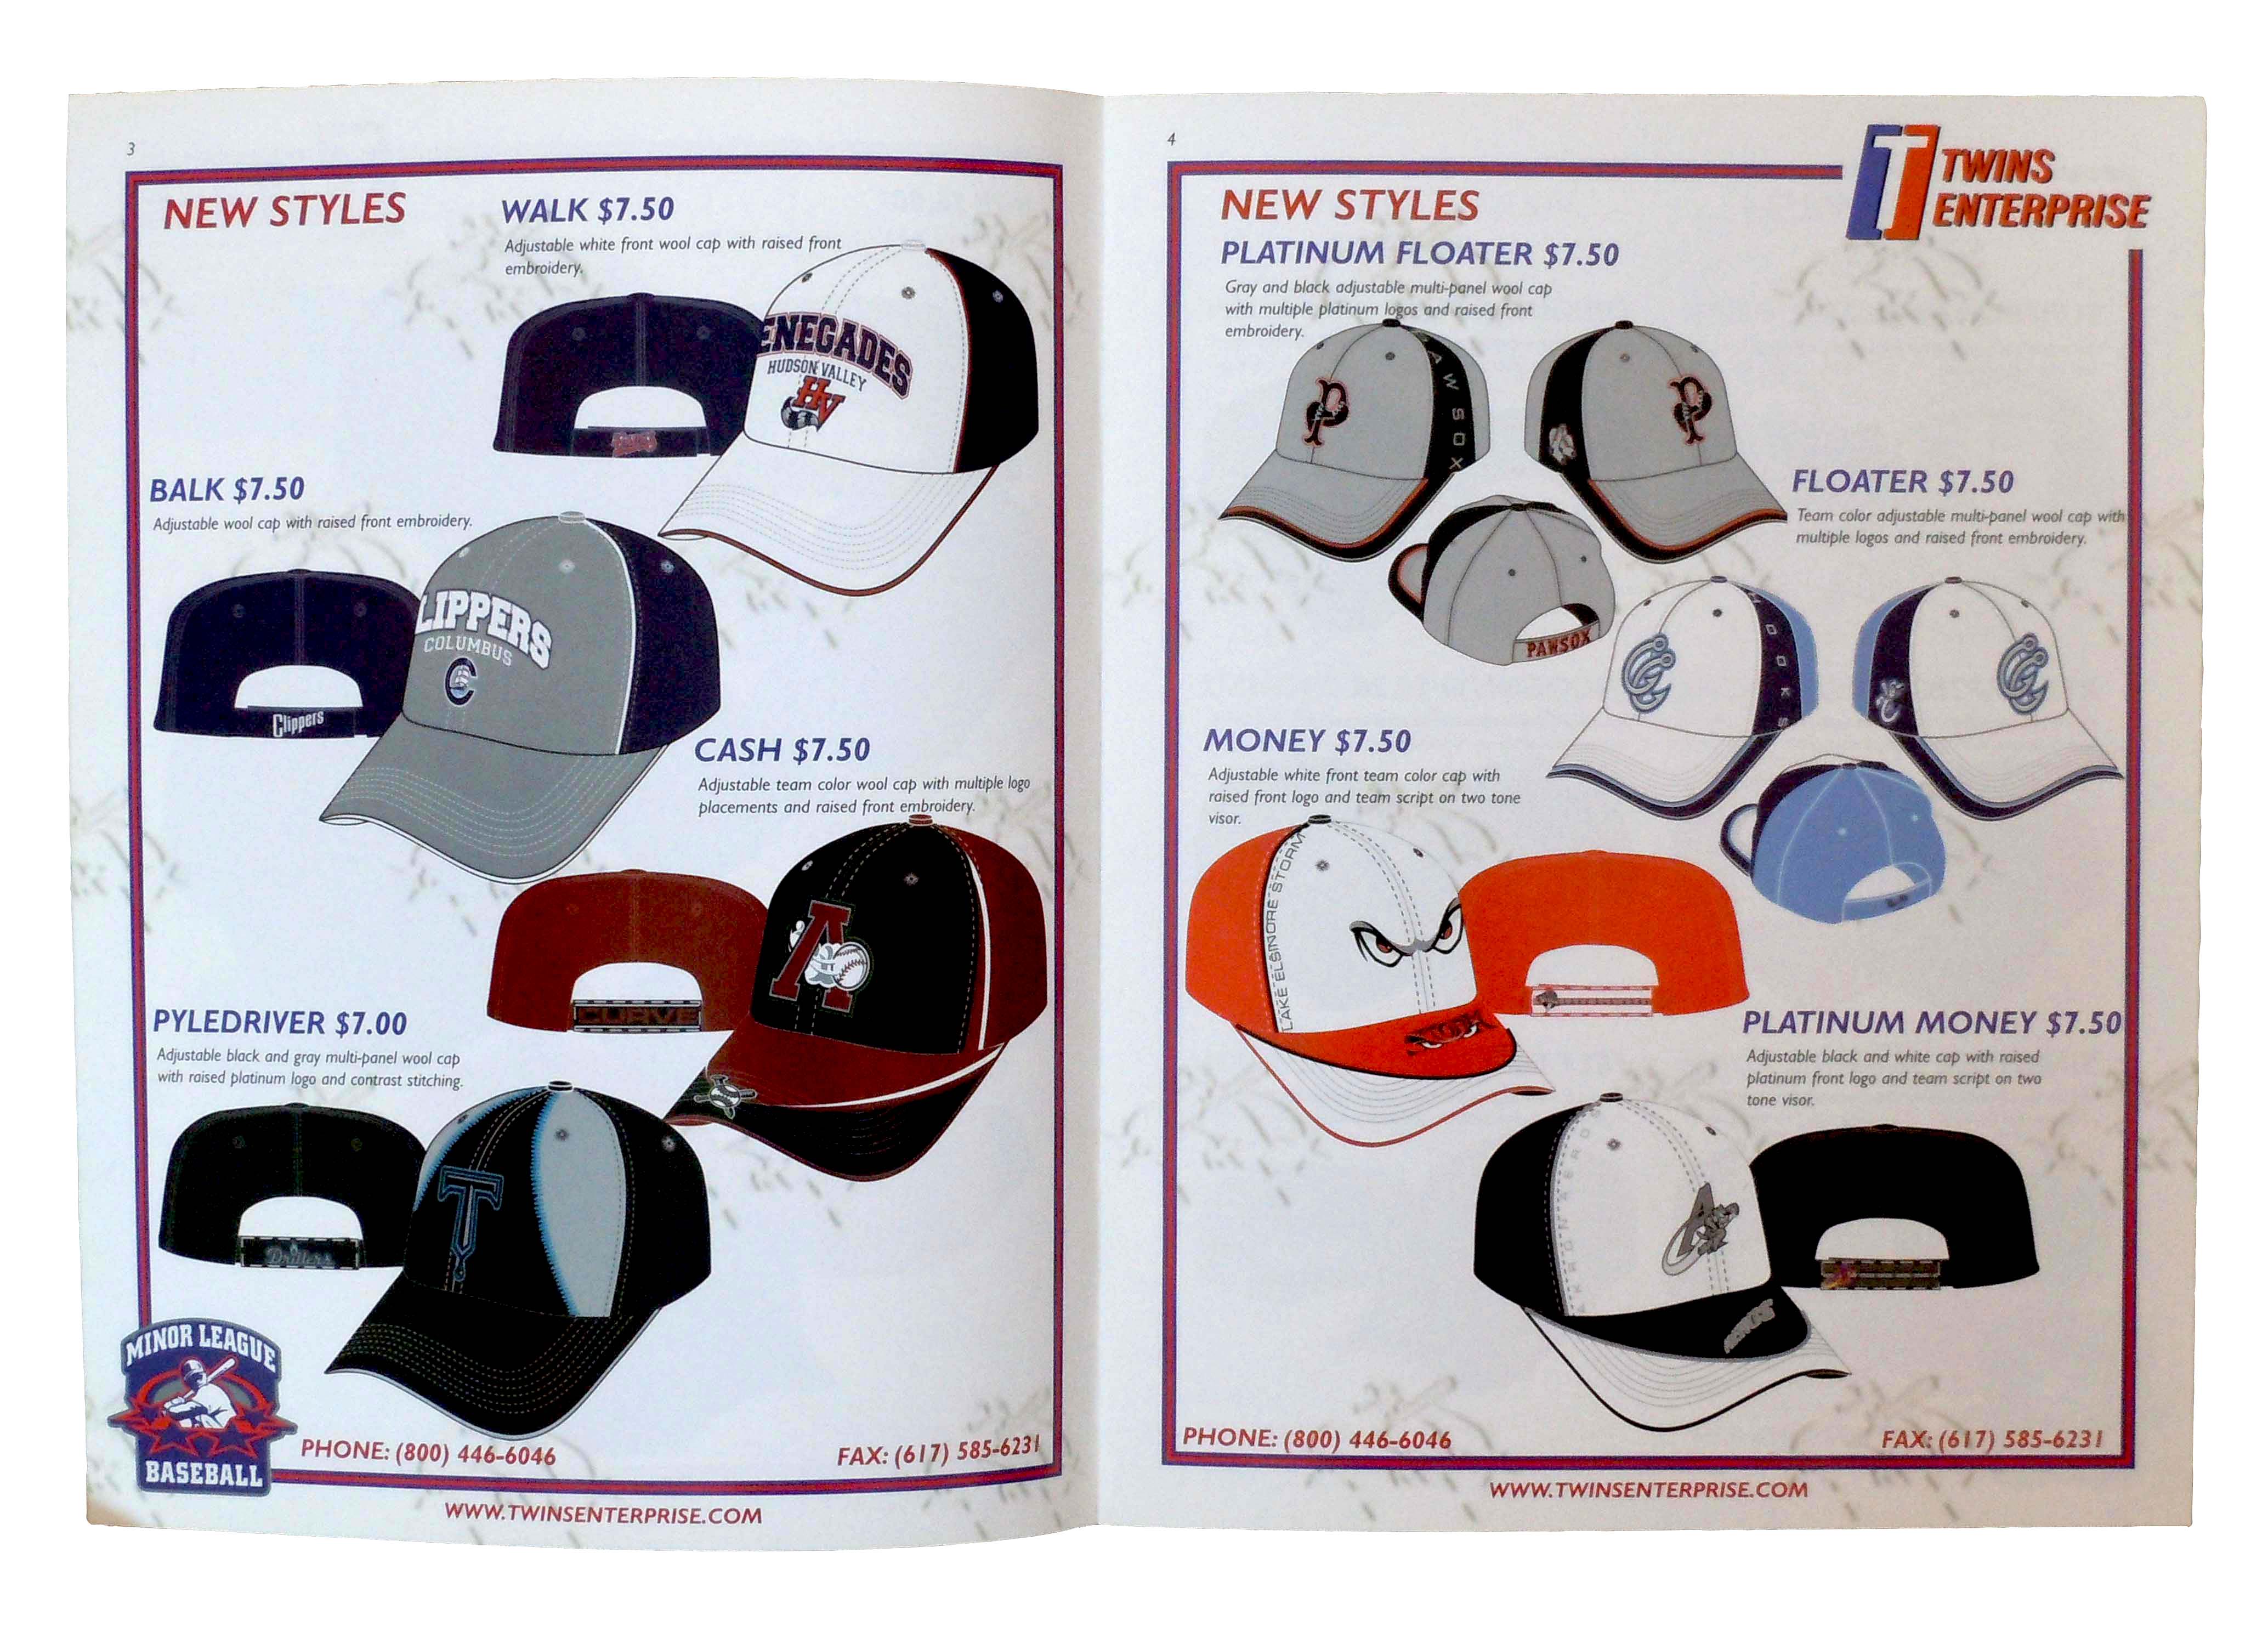 3
NEW STYLES
WALK $7.50
Adjustable white front wool cap with raised front
embroidery.
ENEGADES
HUDSON VALLEY
HV
BALK $7.50
Adjustable wool cap with raised front embroidery.
LIPPERS
COLUMBUS
C
Clippers
CASH $7.50
Adjustable team color wool cap with multiple logo
placements and raised front embroidery.
A
CURVE
PYLEDRIVER $7.00
Adjustable black and gray multi-panel wool cap
with raised platinum logo and contrast stitching.
T
Drillers
MINOR LEAGUE
BASEBALL
PHONE: (800) 446-6046
FAX: (617) 585-6231
WWW.TWINSENTERPRISE.COM
4
T TWINS
ENTERPRISE
NEW STYLES
PLATINUM FLOATER $7.50
Gray and black adjustable multi-panel wool cap
with multiple platinum logos and raised front
embroidery.
P
AWSOX
P
PAWSOX
FLOATER $7.50
Team color adjustable multi-panel wool cap with
multiple logos and raised front embroidery.
CC
OOKS
CC
MONEY $7.50
Adjustable white front team color cap with
raised front logo and team script on two tone
visor.
LAKE ELSINORE STORM
STORM
PLATINUM MONEY $7.50
Adjustable black and white cap with raised
platinum front logo and team script on two
tone visor.
AKRON AERO
A
PHONE: (800) 446-6046
FAX: (617) 585-6231
WWW.TWINSENTERPRISE.COM